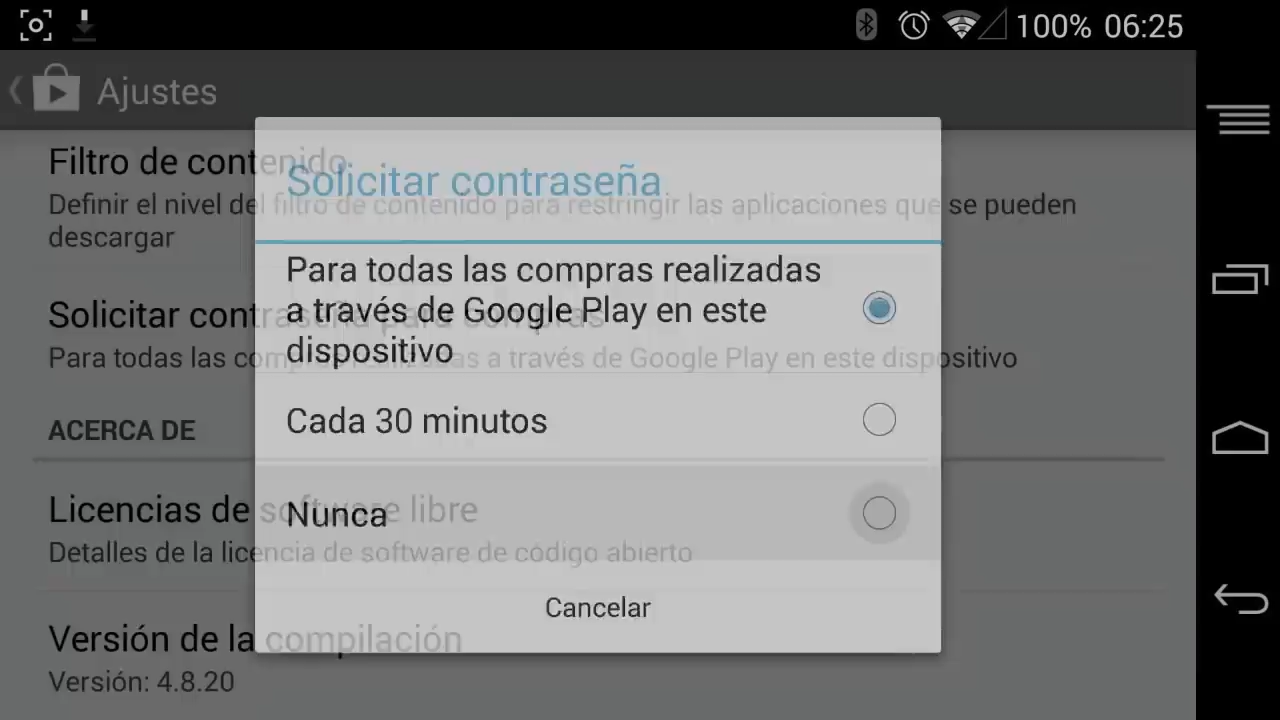 100% 06:25
Ajustes
Filtro de contenido
Definir el nivel del filtro de contenido para restringir las aplicaciones que se pueden
descargar
Solicitar contraseña para compras
Para todas las compras realizadas a través de Google Play en este dispositivo
ACERCA DE
Licencias de software libre
Detalles de la licencia de software de código abierto
Versión de la compilación
Versión: 4.8.20
Solicitar contraseña
Para todas las compras realizadas
a través de Google Play en este
dispositivo
Cada 30 minutos
Nunca
Cancelar